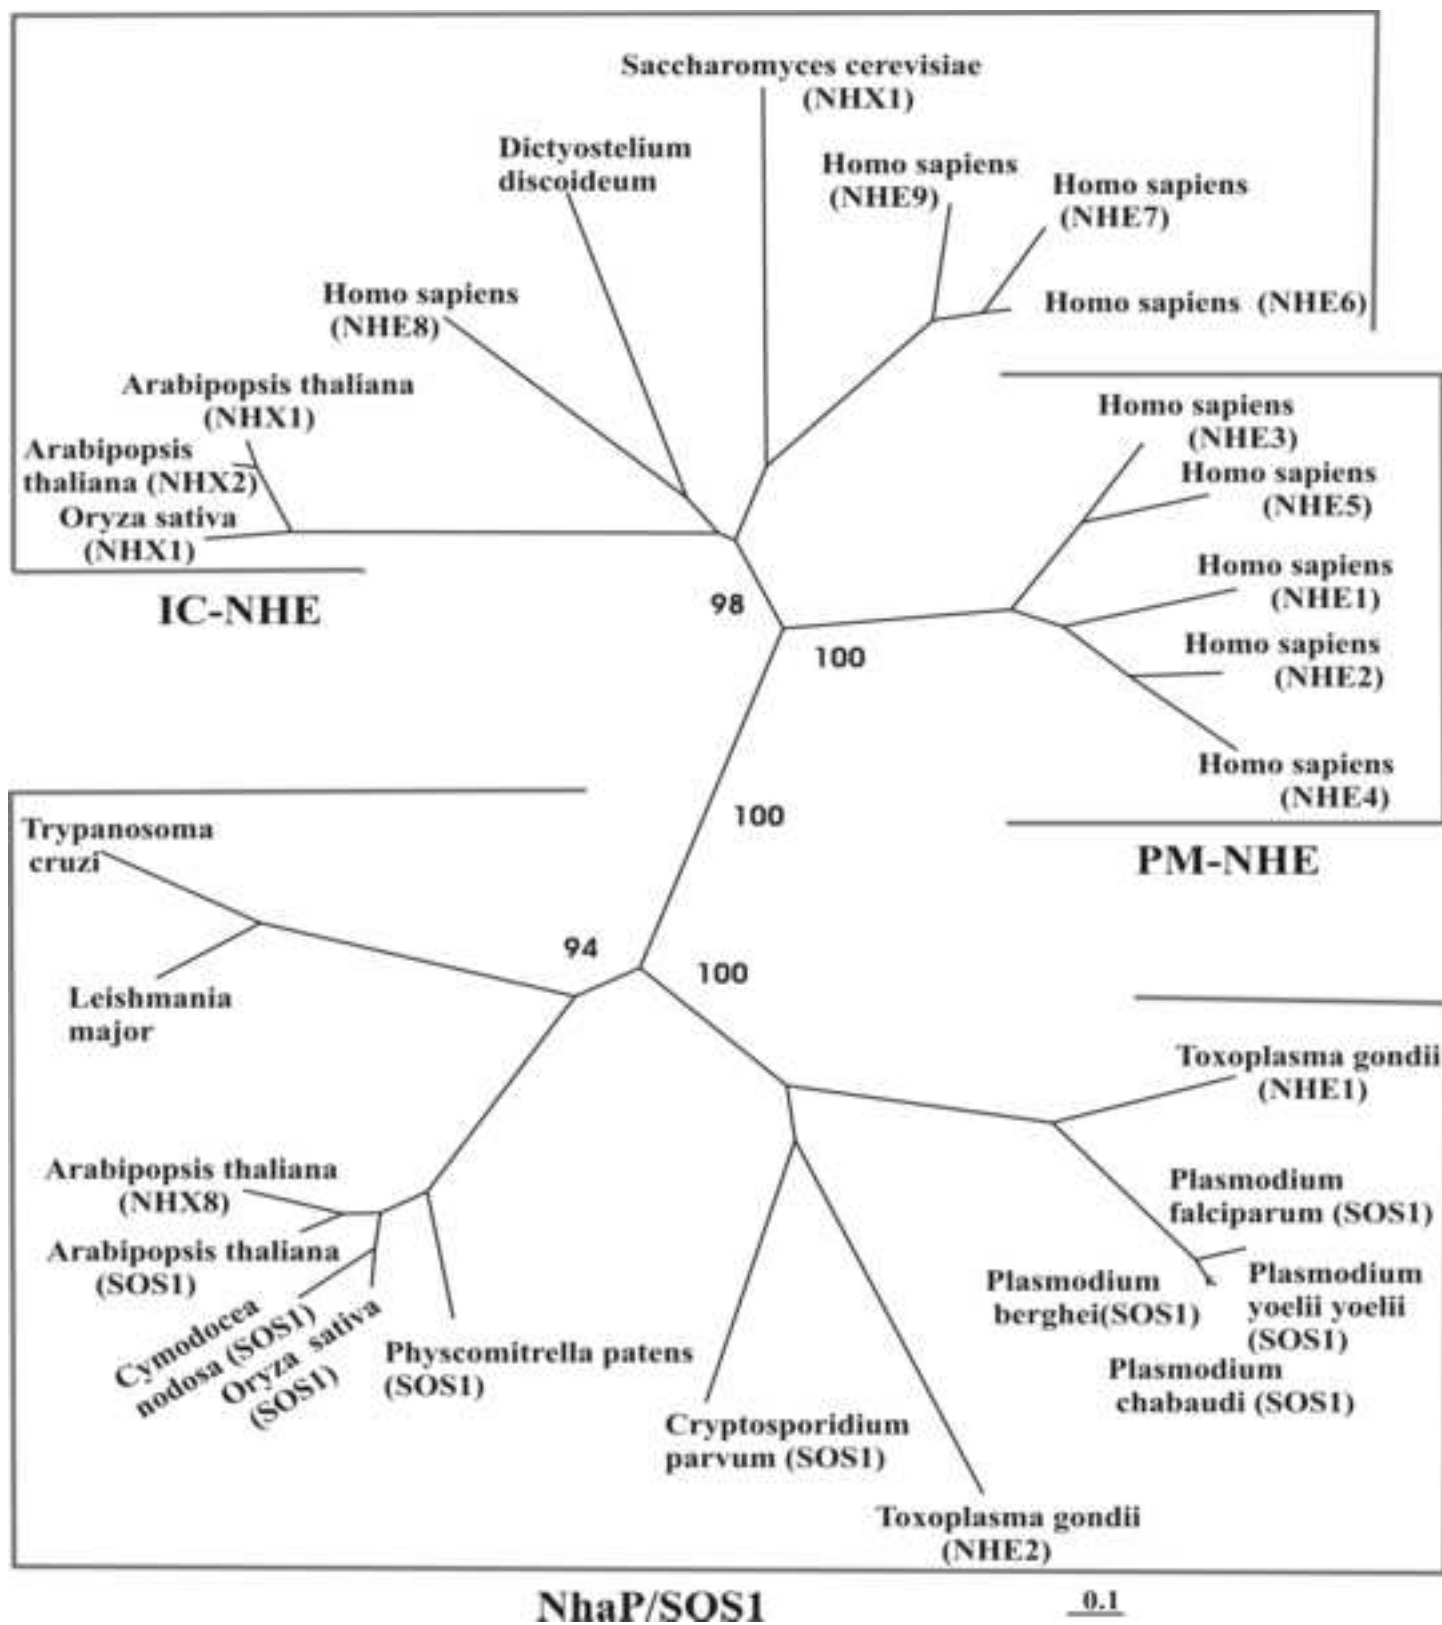 Saccharomyces cerevisiae
(NHX1)
Dictyostelium
discoideum
Homo sapiens
(NHE9)
Homo sapiens
(NHE7)
Homo sapiens (NHE6)
Homo sapiens
(NHE8)
Arabipopsis thaliana
(NHX1)
Arabipopsis
thaliana (NHX2)
Oryza sativa
(NHX1)
IC-NHE
Homo sapiens
(NHE3)
Homo sapiens
(NHE5)
Homo sapiens
(NHE1)
Homo sapiens
(NHE2)
Homo sapiens
(NHE4)
PM-NHE
98
100
100
94
100
Trypanosoma
cruzi
Leishmania
major
Arabipopsis thaliana
(NHX8)
Arabipopsis thaliana
(SOS1)
Cymodocea
nodosa (SOS1)
Oryza sativa
(SOS1)
Physcomitrella patens
(SOS1)
Cryptosporidium
parvum (SOS1)
Toxoplasma gondii
(NHE2)
Toxoplasma gondii
(NHE1)
Plasmodium
falciparum (SOS1)
Plasmodium
berghei(SOS1)
Plasmodium
yoelii yoelii
(SOS1)
Plasmodium
chabaudi (SOS1)
NhaP/SOS1
0.1